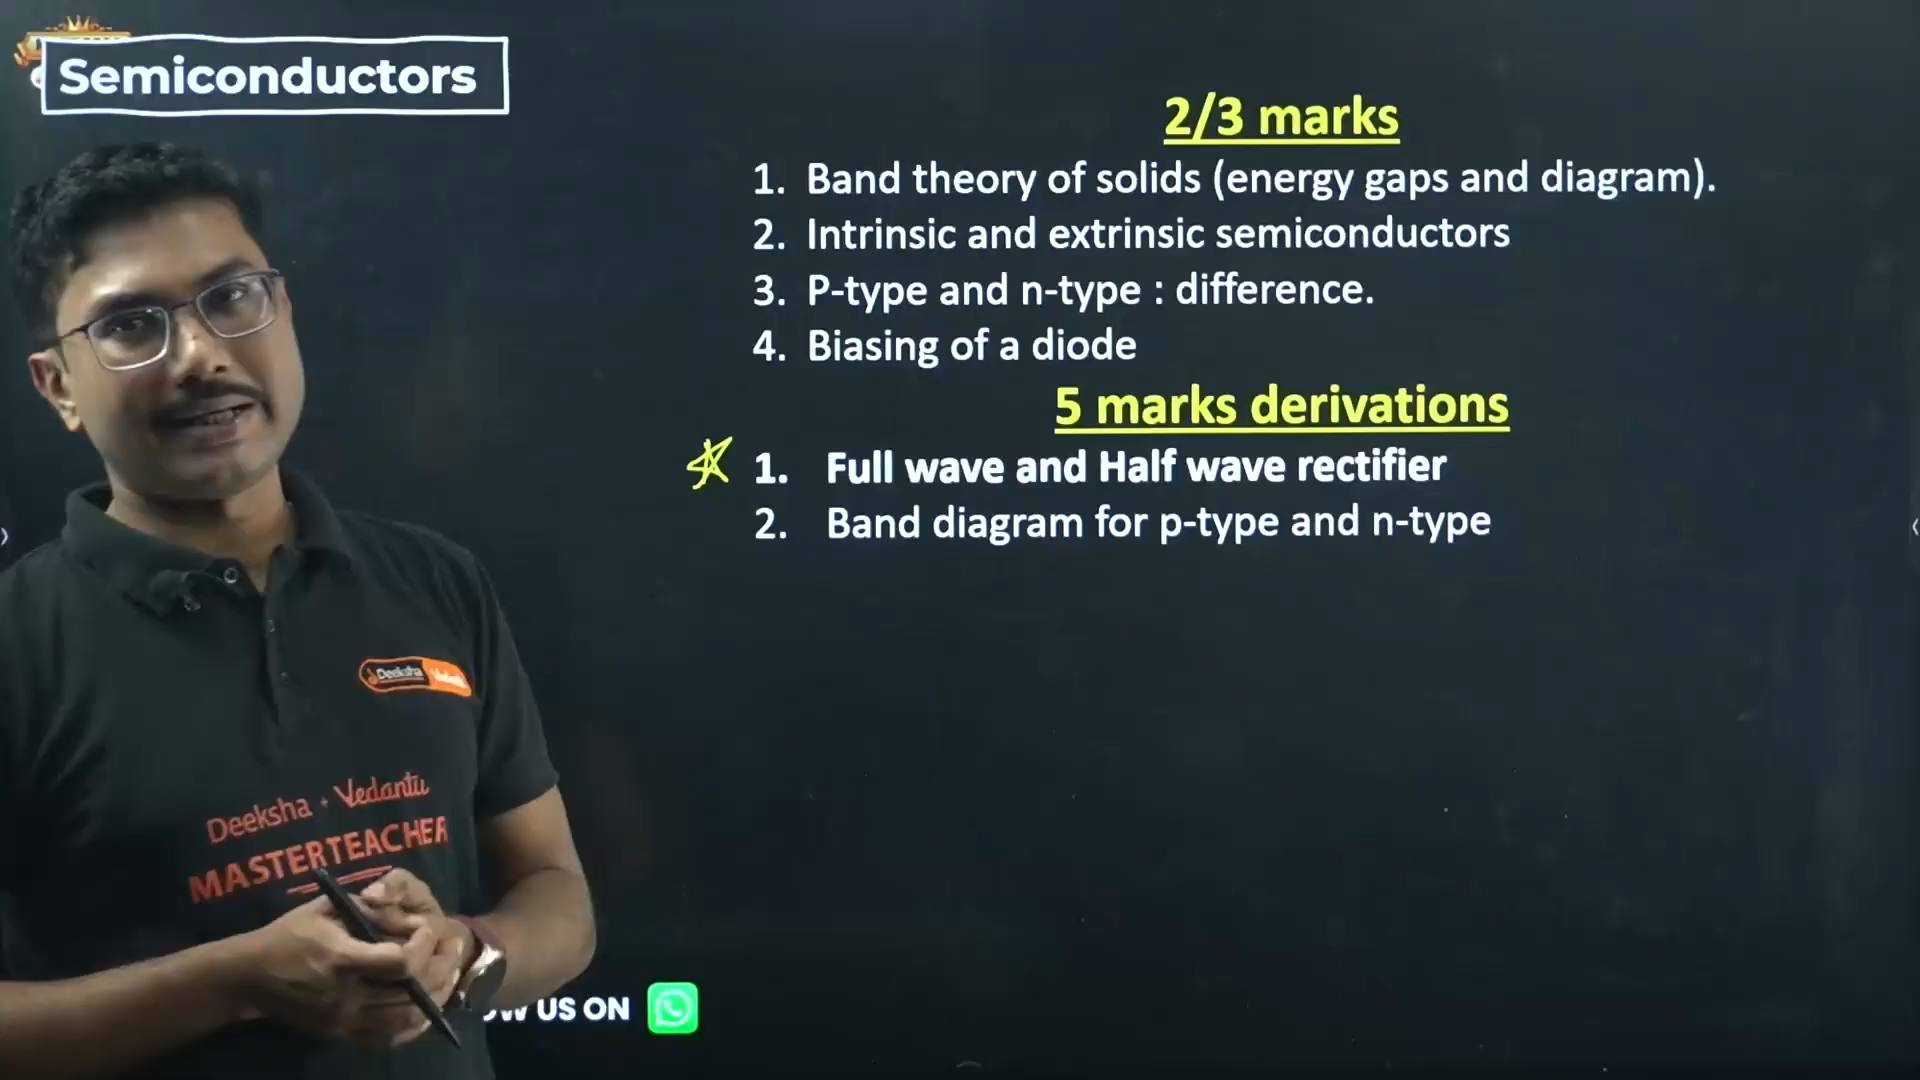 Semiconductors
2/3 marks
1. Band theory of solids (energy gaps and diagram).
2. Intrinsic and extrinsic semiconductors
3. P-type and n-type : difference.
4. Biasing of a diode
5 marks derivations
1. Full wave and Half wave rectifier
2. Band diagram for p-type and n-type
Deeksha Vedantu
Deeksha + Vedantu
MASTERTEACHER
US ON